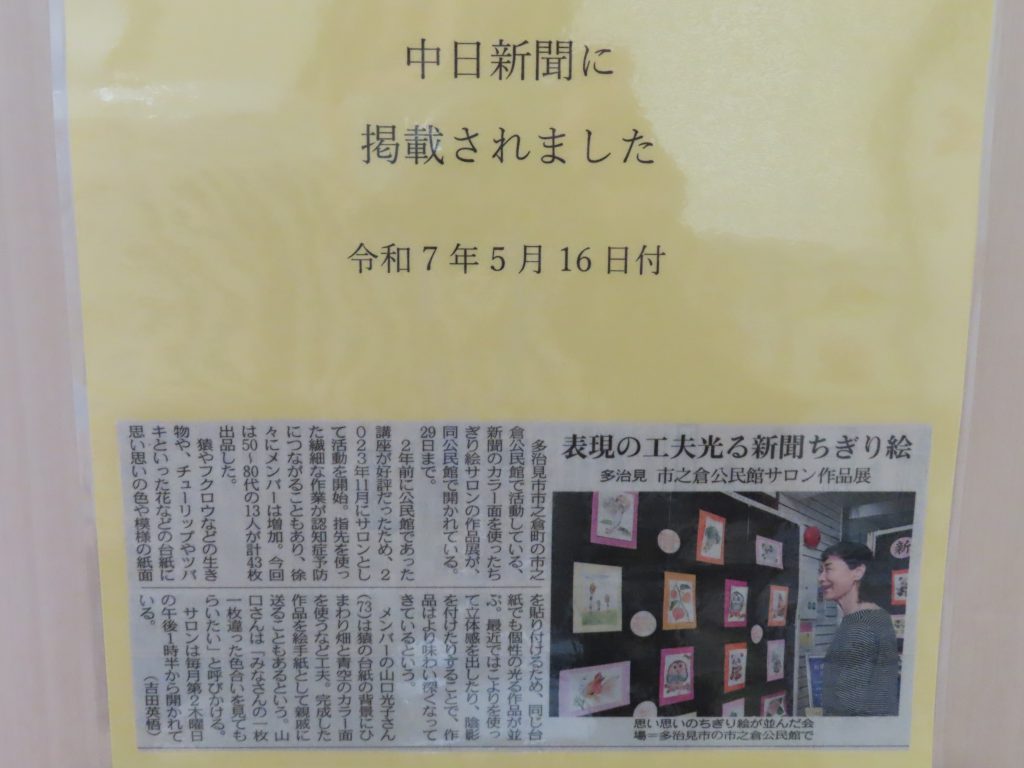 中日新聞に
掲載されました
令和7年5月16日付
表現の工夫光る新聞ちぎり絵
多治見 市之倉公民館サロン作品展
多治見市市之倉町の市之
倉公民館で活動している、
新聞のカラー面を使ったち
ぎり絵サロンの作品展が、
同公民館で開かれている。
29日まで。
２年前に公民館であった
講座が好評だったため、２
０２３年11月にサロンとし
て活動を開始。指先を使っ
た繊細な作業が認知症予防
につながることもあり、徐
々にメンバーは増加。今回
は50～80代の13人が計43枚
出品した。
猿やフクロウなどの生き
物や、チューリップやツバ
キといった花などの台紙に
思い思いの色や模様の紙面
を貼り付けるため、同じ台
紙でも個性の光る作品が並
ぶ。最近ではこよりを使っ
て立体感を出したり、陰影
を付けたりすることで、作
品はより味わい深くなって
きているという。
メンバーの山口光子さん
（73）は猿の台紙の背景にひ
まわり畑と青空のカラー面
を使うなど工夫。完成した
作品を絵手紙として親戚に
送ることもあるという。山
口さんは「みなさんの一枚
一枚違った色合いを見ても
らいたい」と呼びかける。
サロンは毎月第２木曜日
の午後１時半から開かれて
いる。
（吉田英悟）
思い思いのちぎり絵が並んだ会
場＝多治見市の市之倉公民館で
新